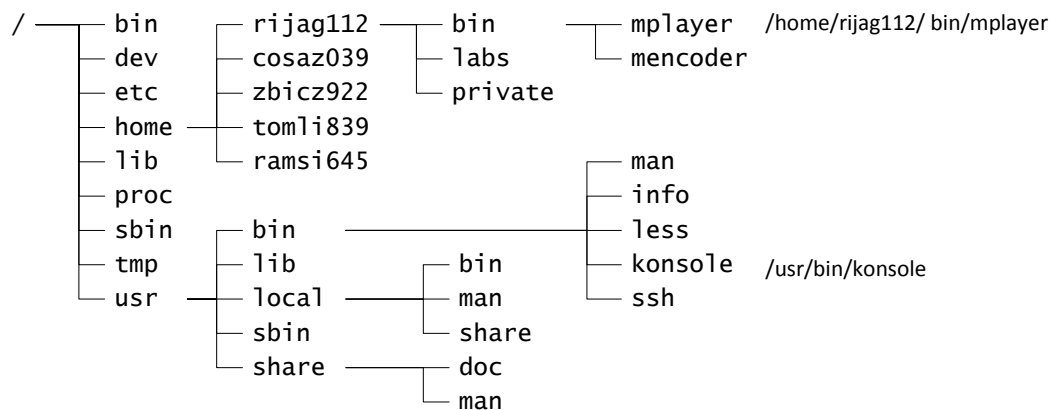 / bin rijag112 bin mplayer /home/rijag112/ bin/mplayer
dev cosaz039 labs mencoder
etc zbicz922 private
home tomli839
lib ramsi645 man
proc info
sbin bin less
tmp lib bin konsole /usr/bin/konsole
usr local man ssh
sbin share
share doc
man